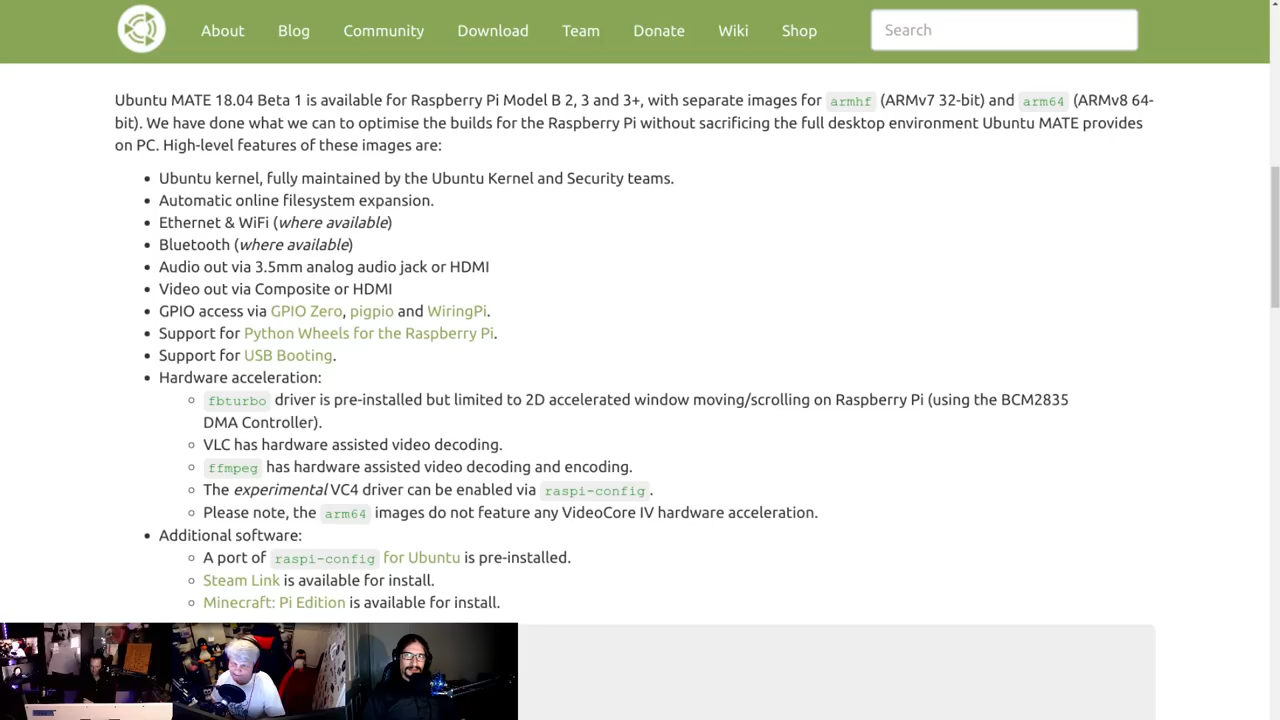 About Blog Community Download Team Donate Wiki Shop Search
Ubuntu MATE 18.04 Beta 1 is available for Raspberry Pi Model B 2, 3 and 3+, with separate images for armhf (ARMv7 32-bit) and arm64 (ARMv8 64-
bit). We have done what we can to optimise the builds for the Raspberry Pi without sacrificing the full desktop environment Ubuntu MATE provides
on PC. High-level features of these images are:
• Ubuntu kernel, fully maintained by the Ubuntu Kernel and Security teams.
• Automatic online filesystem expansion.
• Ethernet & WiFi (where available)
• Bluetooth (where available)
• Audio out via 3.5mm analog audio jack or HDMI
• Video out via Composite or HDMI
• GPIO access via GPIO Zero, pigpio and WiringPi.
• Support for Python Wheels for the Raspberry Pi.
• Support for USB Booting.
• Hardware acceleration:
◦ fbturbo driver is pre-installed but limited to 2D accelerated window moving/scrolling on Raspberry Pi (using the BCM2835
DMA Controller).
◦ VLC has hardware assisted video decoding.
◦ ffmpeg has hardware assisted video decoding and encoding.
◦ The experimental VC4 driver can be enabled via raspi-config.
◦ Please note, the arm64 images do not feature any VideoCore IV hardware acceleration.
• Additional software:
◦ A port of raspi-config for Ubuntu is pre-installed.
◦ Steam Link is available for install.
◦ Minecraft: Pi Edition is available for install.